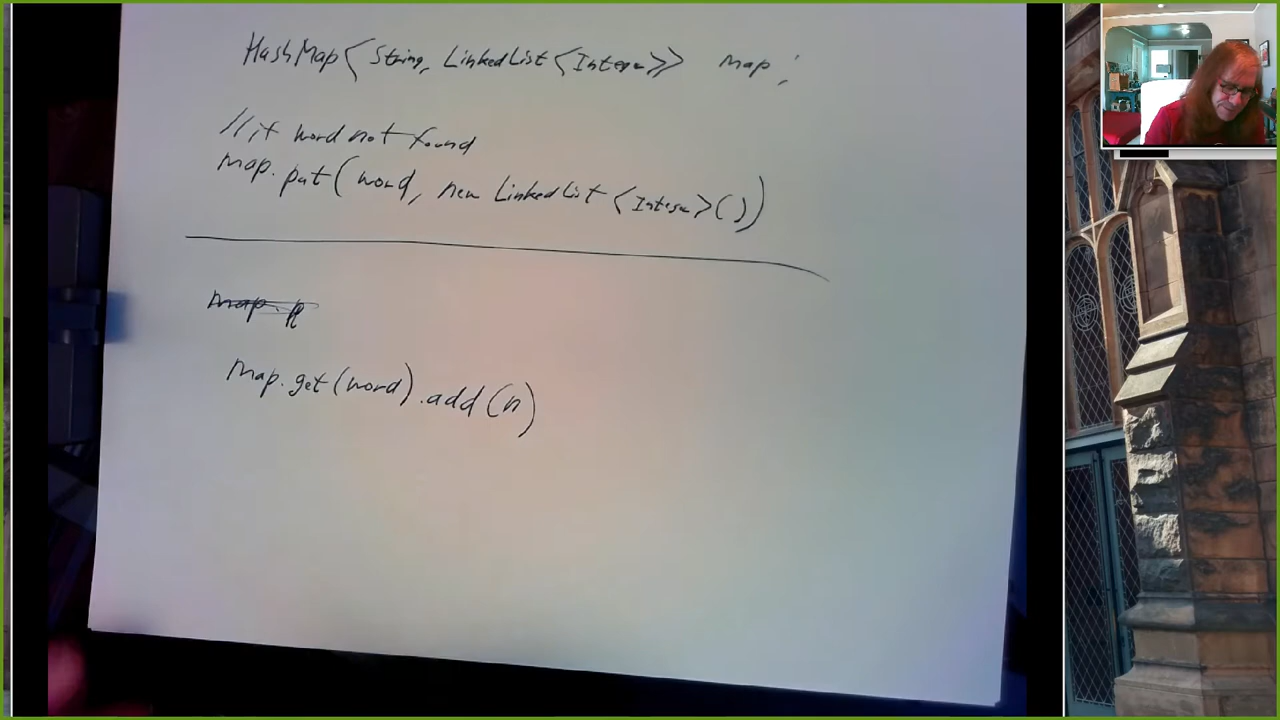 HashMap<String, LinkedList<Integer>> map;
//if word not found
map.put(word, new LinkedList<Integer>())
map.p
map.get(word).add(n)